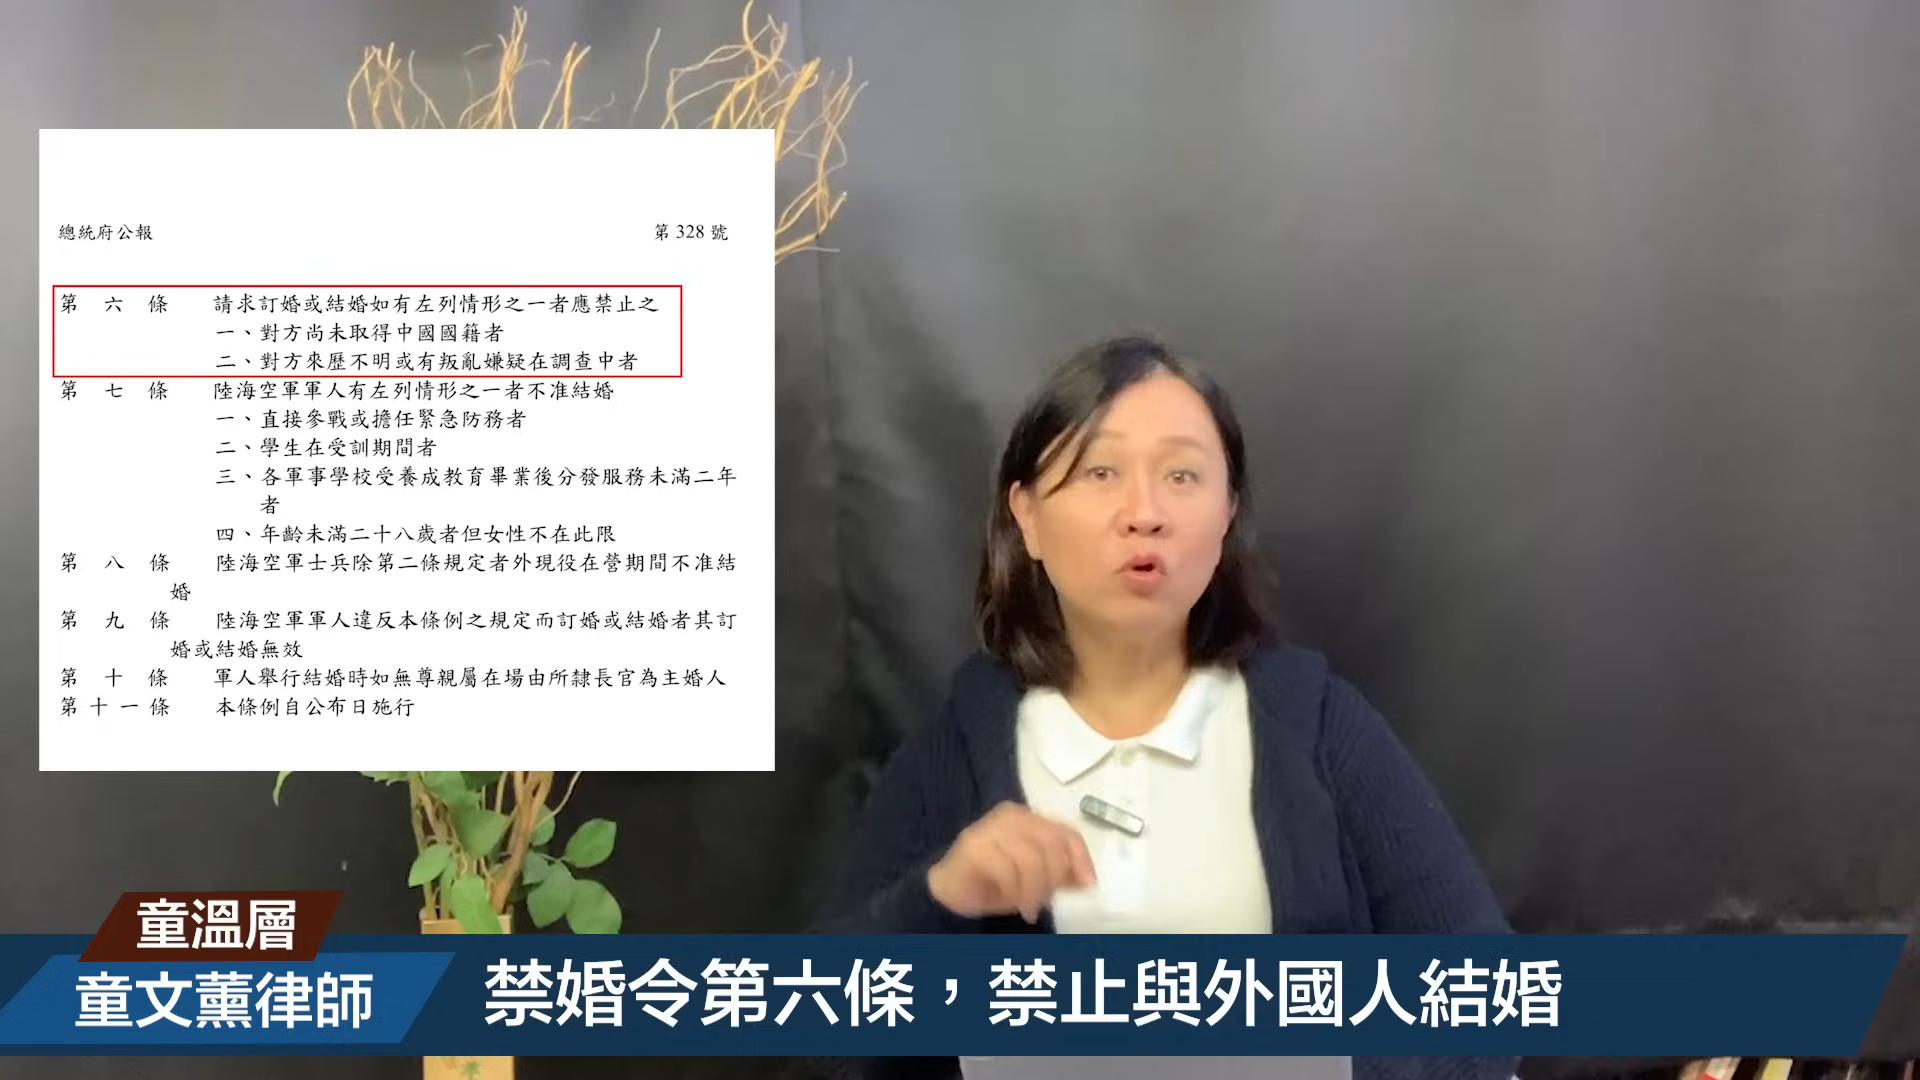 總統府公報 第 328 號
第六條 請求訂婚或結婚如有左列情形之一者應禁止之
一、對方尚未取得中國國籍者
二、對方來歷不明或有叛亂嫌疑在調查中者
第七條 陸海空軍軍人有左列情形之一者不准結婚
一、直接參戰或擔任緊急防務者
二、學生在受訓期間者
三、各軍事學校受養成教育畢業後分發服務未滿二年
者
四、年齡未滿二十八歲者但女性不在此限
第八條 陸海空軍士兵除第二條規定者外現役在營期間不准結
婚
第九條 陸海空軍軍人違反本條例之規定而訂婚或結婚者其訂
婚或結婚無效
第十條 軍人舉行結婚時如無尊親屬在場由所隸長官為主婚人
第十一條 本條例自公布日施行
童溫層
童文薰律師
禁婚令第六條，禁止與外國人結婚